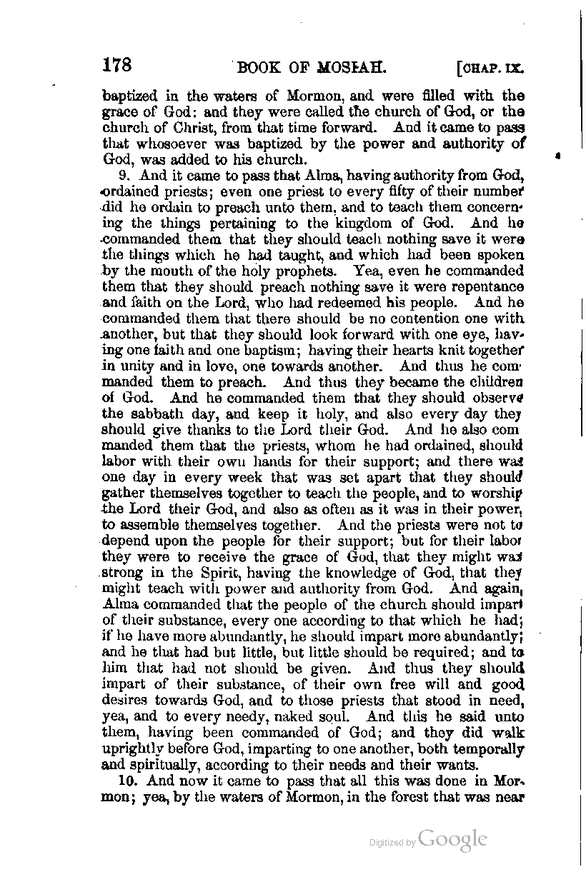 178 BOOK OF MOSIAH. [CHAP. IX.
baptized in the waters of Mormon, and were filled with the
grace of God: and they were called the church of God, or the
church of Christ, from that time forward. And it came to pass
that whosoever was baptized by the power and authority of
God, was added to his church.
9. And it came to pass that Alma, having authority from God,
ordained priests; even one priest to every fifty of their number
did he ordain to preach unto them, and to teach them concern-
ing the things pertaining to the kingdom of God. And he
commanded them that they should teach nothing save it were
the things which he had taught, and which had been spoken
by the mouth of the holy prophets. Yea, even he commanded
them that they should preach nothing save it were repentance
and faith on the Lord, who had redeemed his people. And he
commanded them that there should be no contention one with
another, but that they should look forward with one eye, hav-
ing one faith and one baptism; having their hearts knit together
in unity and in love, one towards another. And thus he com-
manded them to preach. And thus they became the children
of God. And he commanded them that they should observe
the sabbath day, and keep it holy, and also every day they
should give thanks to the Lord their God. And he also com
manded them that the priests, whom he had ordained, should
labor with their own hands for their support; and there was
one day in every week that was set apart that they should
gather themselves together to teach the people, and to worship
the Lord their God, and also as often as it was in their power,
to assemble themselves together. And the priests were not to
depend upon the people for their support; but for their labor
they were to receive the grace of God, that they might wax
strong in the Spirit, having the knowledge of God, that they
might teach with power and authority from God. And again,
Alma commanded that the people of the church should impart
of their substance, every one according to that which he had;
if he have more abundantly, he should impart more abundantly;
and he that had but little, but little should be required; and to
him that had not should be given. And thus they should
impart of their substance, of their own free will and good
desires towards God, and to those priests that stood in need,
yea, and to every needy, naked soul. And this he said unto
them, having been commanded of God; and they did walk
uprightly before God, imparting to one another, both temporally
and spiritually, according to their needs and their wants.
10. And now it came to pass that all this was done in Mor-
mon; yea, by the waters of Mormon, in the forest that was near
Digitized by Google